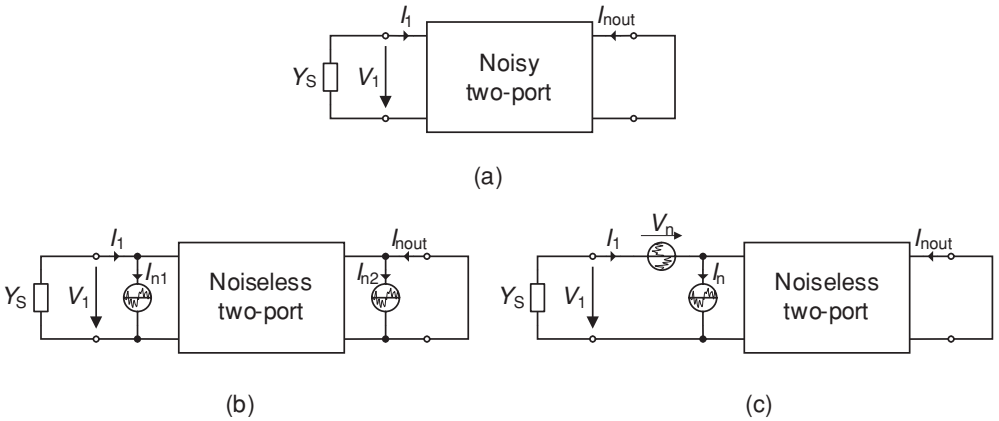 I1
Inout
YS
V1
Noisy
two-port
(a)
I1
In1
YS
V1
Noiseless
two-port
In2
Inout
(b)
I1
Vn
In
YS
V1
Noiseless
two-port
Inout
(c)